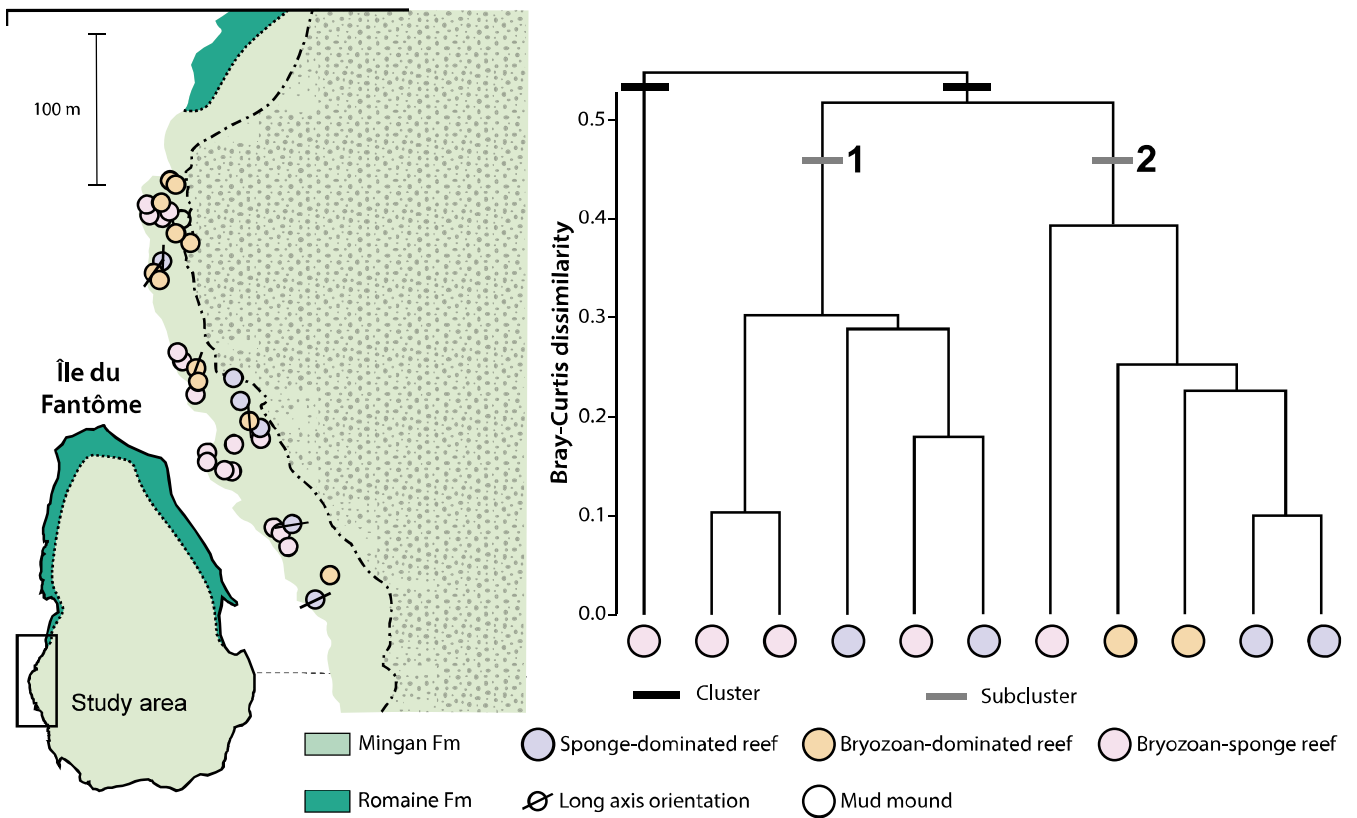 100 m
Île du
Fantôme
Study area
Bray-Curtis dissimilarity
0.5
0.4
0.3
0.2
0.1
0.0
1
2
Cluster
Subcluster
Mingan Fm
Sponge-dominated reef
Bryozoan-dominated reef
Bryozoan-sponge reef
Romaine Fm
Long axis orientation
Mud mound